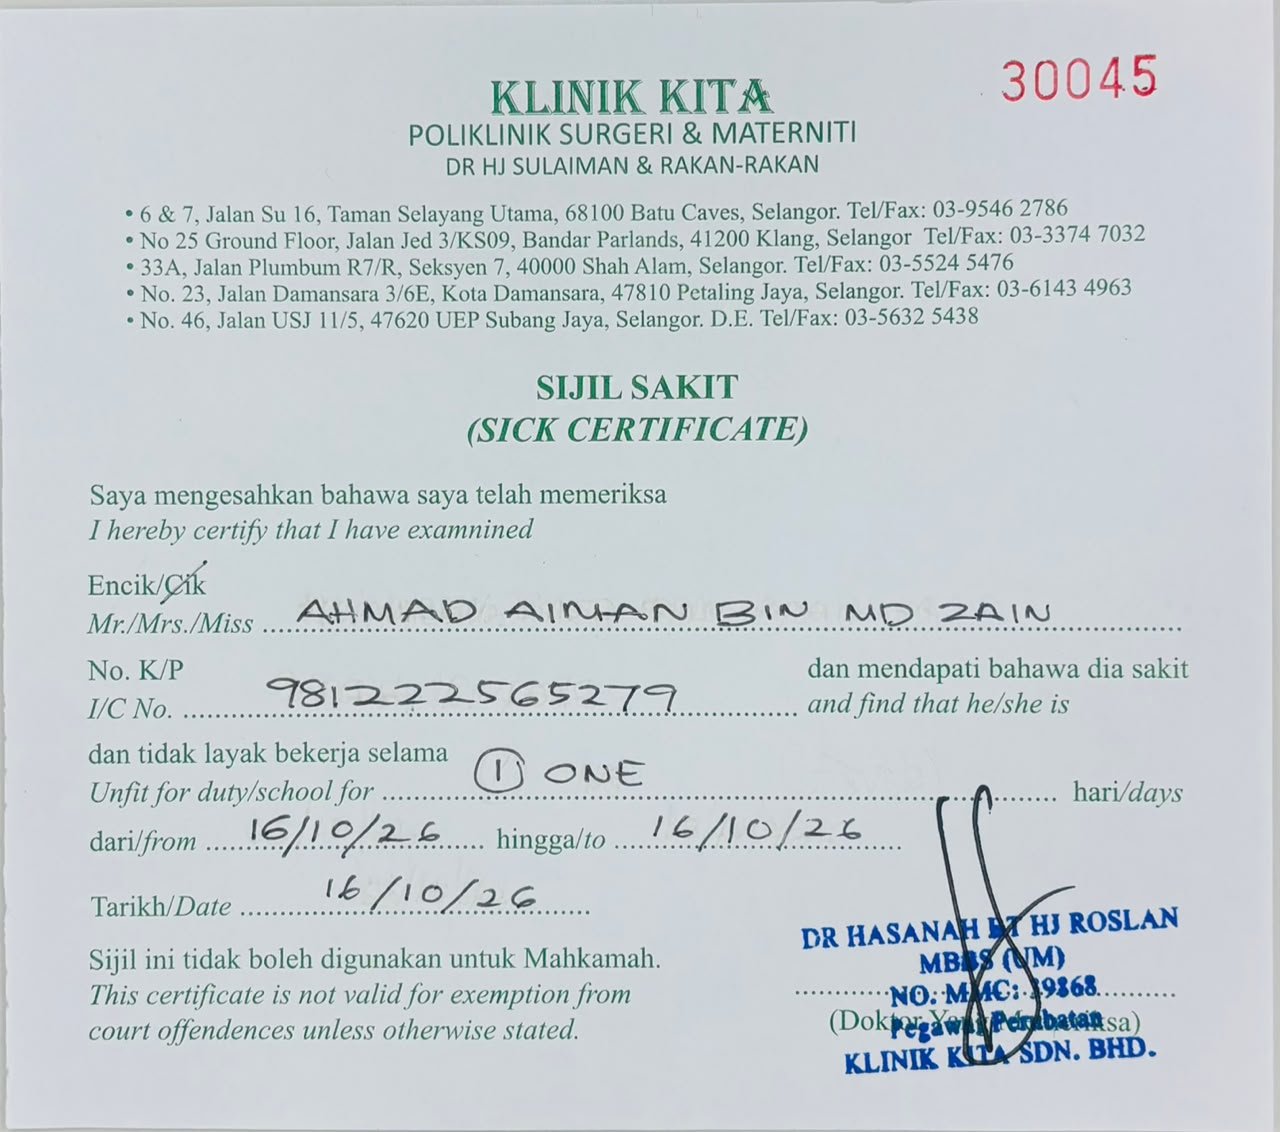 30045
KLINIK KITA
POLIKLINIK SURGERI & MATERNITI
DR HJ SULAIMAN & RAKAN-RAKAN
• 6 & 7, Jalan Su 16, Taman Selayang Utama, 68100 Batu Caves, Selangor. Tel/Fax: 03-9546 2786
• No 25 Ground Floor, Jalan Jed 3/KS09, Bandar Parlands, 41200 Klang, Selangor Tel/Fax: 03-3374 7032
• 33A, Jalan Plumbum R7/R, Seksyen 7, 40000 Shah Alam, Selangor. Tel/Fax: 03-5524 5476
• No. 23, Jalan Damansara 3/6E, Kota Damansara, 47810 Petaling Jaya, Selangor. Tel/Fax: 03-6143 4963
• No. 46, Jalan USJ 11/5, 47620 UEP Subang Jaya, Selangor. D.E. Tel/Fax: 03-5632 5438
SIJIL SAKIT
(SICK CERTIFICATE)
Saya mengesahkan bahawa saya telah memeriksa
I hereby certify that I have examnined
Encik/Cik
Mr./Mrs./Miss AHMAD AIMAN BIN MD ZAIN
No. K/P dan mendapati bahawa dia sakit
I/C No. 981222565279 and find that he/she is
dan tidak layak bekerja selama
Unfit for duty/school for 1 ONE hari/days
dari/from 16/10/26 hingga/to 16/10/26
Tarikh/Date 16/10/26
Sijil ini tidak boleh digunakan untuk Mahkamah.
This certificate is not valid for exemption from
court offendences unless otherwise stated.
DR HASANAH BT HJ ROSLAN
MBBS (UM)
NO. MMC: 39868
Pegawai Perubatan
KLINIK KITA SDN. BHD.